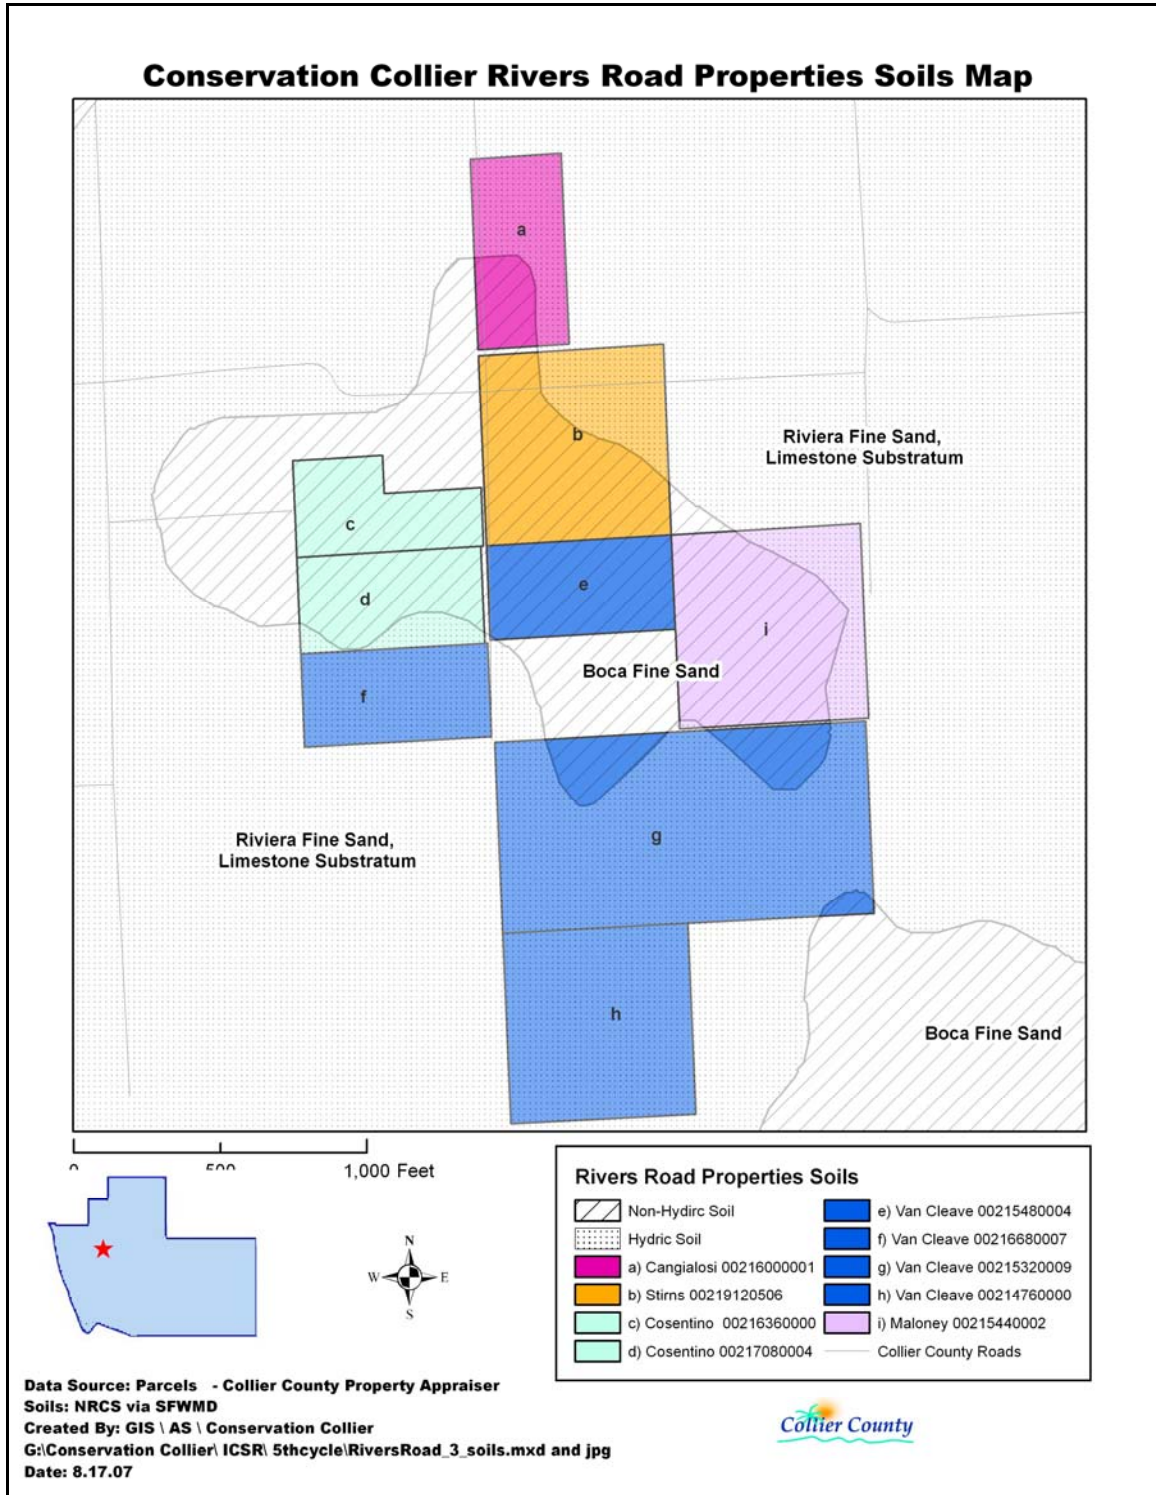 Conservation Collier Rivers Road Properties Soils Map
a
b
Riviera Fine Sand,
Limestone Substratum
c
e
d
i
Boca Fine Sand
f
Riviera Fine Sand,
Limestone Substratum
g
h
Boca Fine Sand
1,000 Feet
Rivers Road Properties Soils
Non-Hydirc Soil
Hydric Soil
a) Cangialosi 00216000001
b) Stirns 00219120506
c) Cosentino 00216360000
d) Cosentino 00217080004
e) Van Cleave 00215480004
f) Van Cleave 00216680007
g) Van Cleave 00215320009
h) Van Cleave 00214760000
i) Maloney 00215440002
Collier County Roads
N
W E
S
Data Source: Parcels - Collier County Property Appraiser
Soils: NRCS via SFWMD
Created By: GIS \ AS \ Conservation Collier
G:\Conservation Collier\ ICSR\ 5thcycle\RiversRoad_3_soils.mxd and jpg
Date: 8.17.07
Collier County